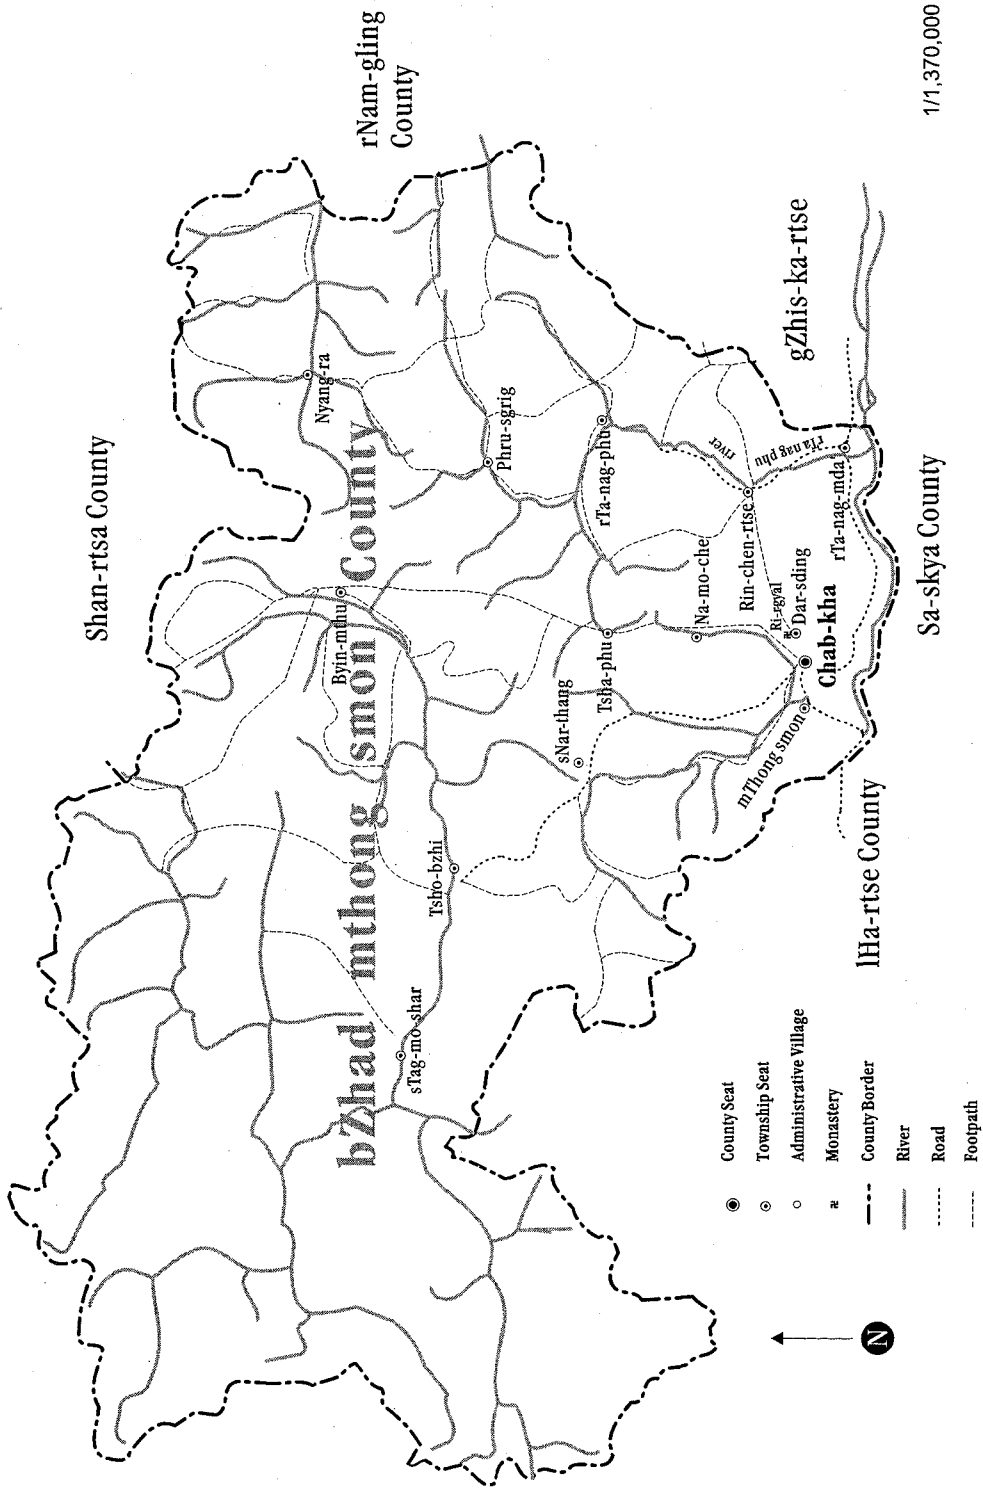 Shan-rtsa County
rNam-gling
County
Nyang-ra
bZhad mthong smon County
Byin-mthu
Phru-sgrig
Tsho-bzhi
sTag-mo-shar
sNar-thang
Tsha-phu
rTa-nag-phu
river
rTa nag phu
Na-mo-che
Rin-chen-rtse
gZhis-ka-rtse
Ri-rgyal
Dar-sding
Chab-kha
mThong smon
rTa-nag-mda
lHa-rtse County
Sa-skya County
County Seat
Township Seat
Administrative Village
Monastery
County Border
River
Road
Footpath
N
1/1,370,000